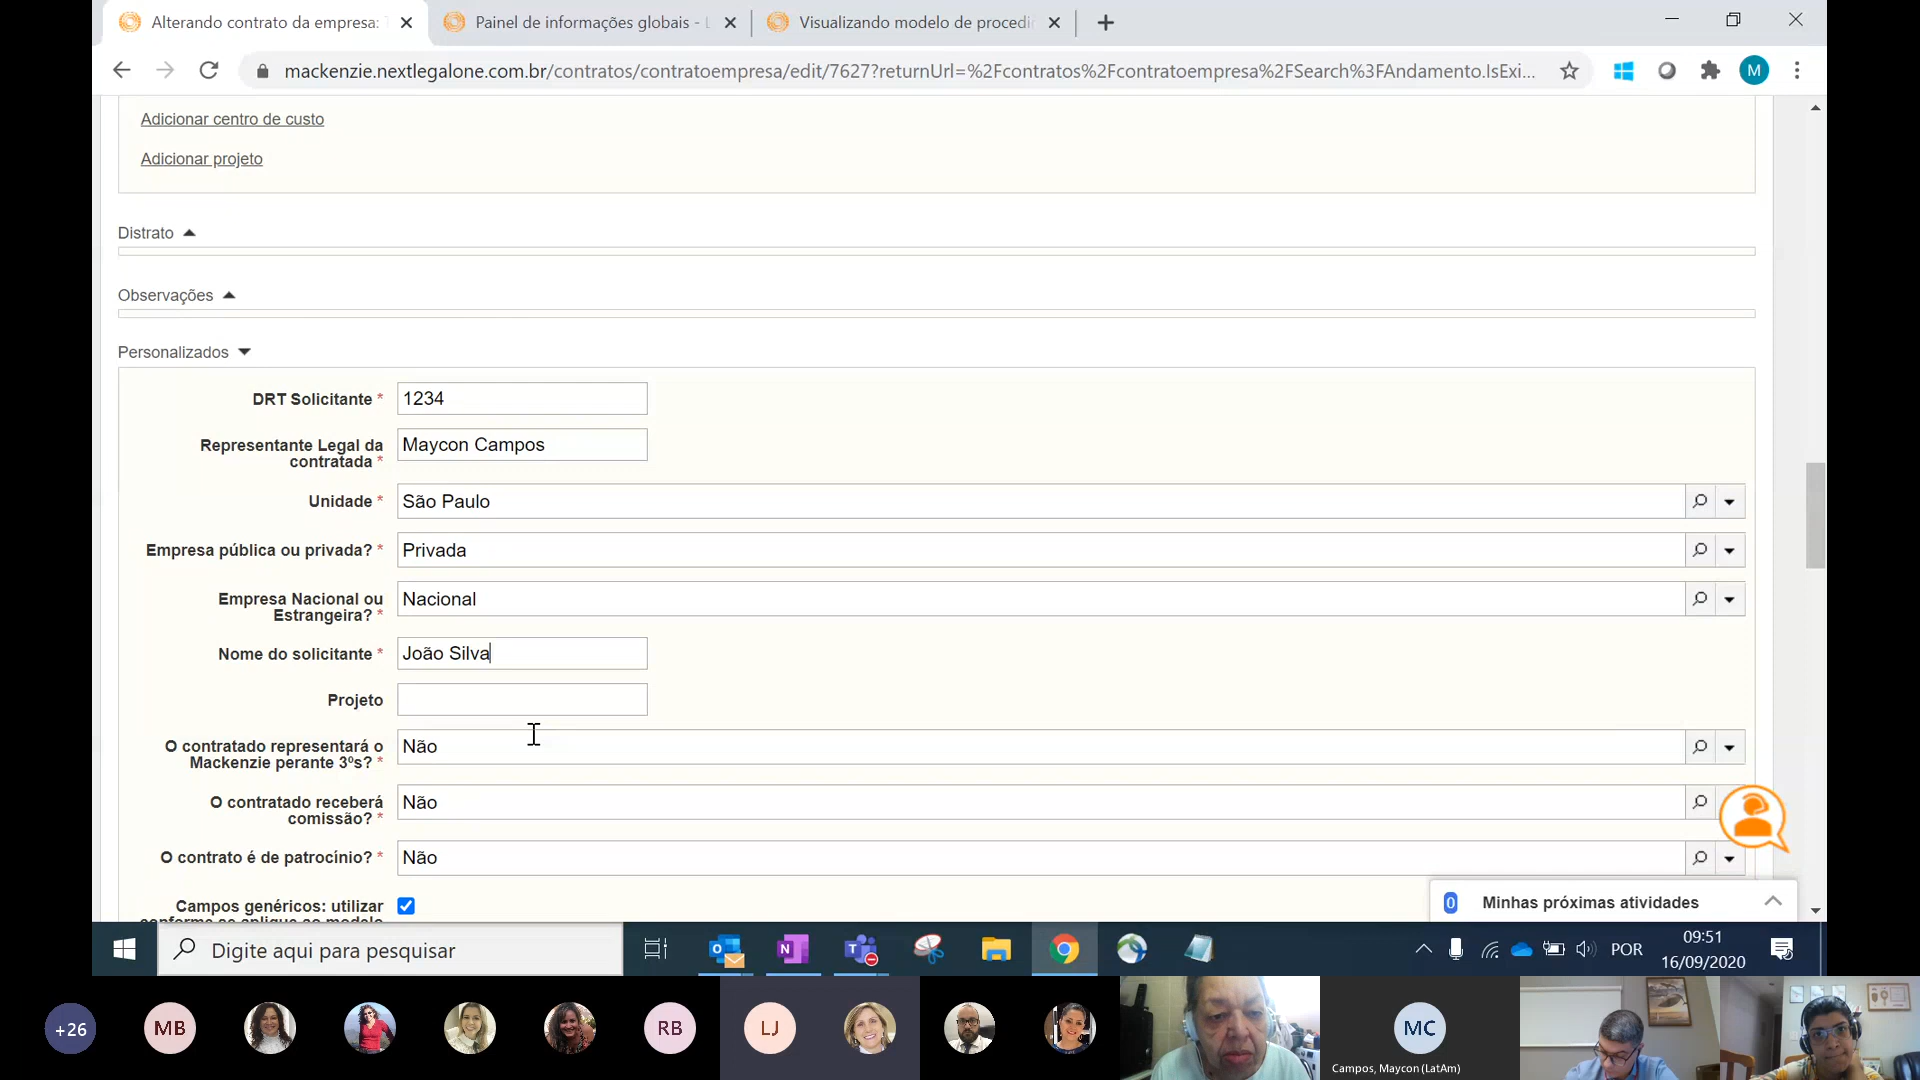 Alterando contrato da empresa:
Painel de informações globais - L
Visualizando modelo de procedi
mackenzie.nextlegalone.com.br/contratos/contratoempresa/edit/7627?returnUrl=%2Fcontratos%2Fcontratoempresa%2FSearch%3FAndamento.IsExi...
M
Adicionar centro de custo
Adicionar projeto
Distrato
Observações
Personalizados
DRT Solicitante * 1234
Representante Legal da
contratada * Maycon Campos
Unidade * São Paulo
Empresa pública ou privada? * Privada
Empresa Nacional ou
Estrangeira? * Nacional
Nome do solicitante * João Silva
Projeto
O contratado representará o
Mackenzie perante 3ºs? * Não
O contratado receberá
comissão? * Não
O contrato é de patrocínio? * Não
Campos genéricos: utilizar
conforme se aplique ao modelo
0 Minhas próximas atividades
Digite aqui para pesquisar
POR
09:51
16/09/2020
+26
MB
RB
LJ
MC
Campos, Maycon (LatAm)